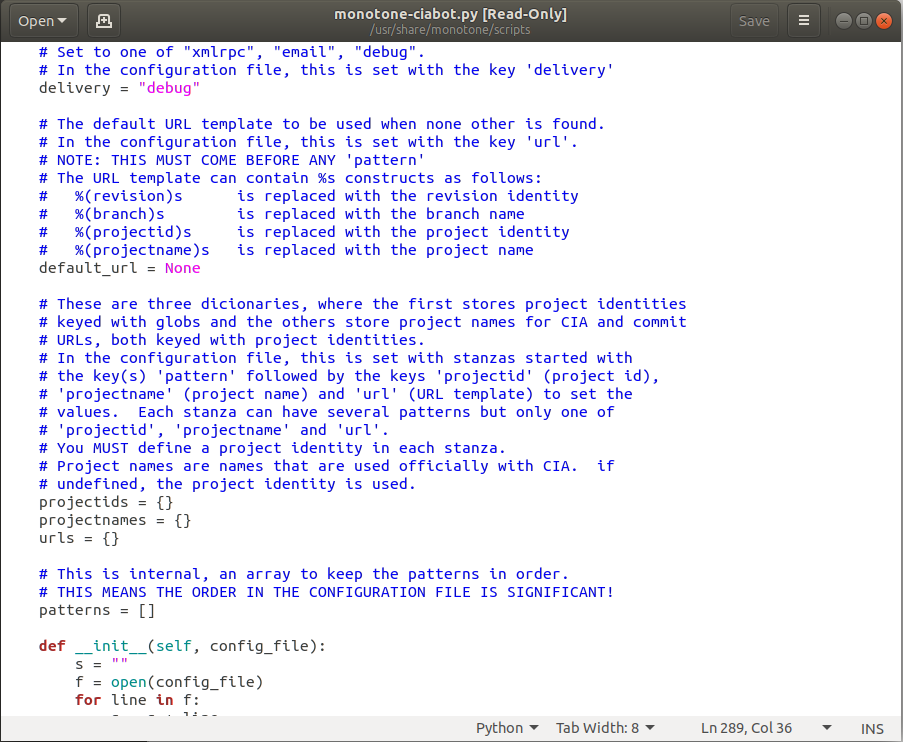 Open
monotone-ciabot.py [Read-Only]
/usr/share/monotone/scripts
Save
# Set to one of "xmlrpc", "email", "debug".
# In the configuration file, this is set with the key 'delivery'
delivery = "debug"
# The default URL template to be used when none other is found.
# In the configuration file, this is set with the key 'url'.
# NOTE: THIS MUST COME BEFORE ANY 'pattern'
# The URL template can contain %s constructs as follows:
#   %(revision)s      is replaced with the revision identity
#   %(branch)s        is replaced with the branch name
#   %(projectid)s     is replaced with the project identity
#   %(projectname)s   is replaced with the project name
default_url = None
# These are three dicionaries, where the first stores project identities
# keyed with globs and the others store project names for CIA and commit
# URLs, both keyed with project identities.
# In the configuration file, this is set with stanzas started with
# the key(s) 'pattern' followed by the keys 'projectid' (project id),
# 'projectname' (project name) and 'url' (URL template) to set the
# values.  Each stanza can have several patterns but only one of
# 'projectid', 'projectname' and 'url'.
# You MUST define a project identity in each stanza.
# Project names are names that are used officially with CIA.  if
# undefined, the project identity is used.
projectids = {}
projectnames = {}
urls = {}
# This is internal, an array to keep the patterns in order.
# THIS MEANS THE ORDER IN THE CONFIGURATION FILE IS SIGNIFICANT!
patterns = []
def __init__(self, config_file):
    s = ""
    f = open(config_file)
    for line in f:
Python
Tab Width: 8
Ln 289, Col 36
INS